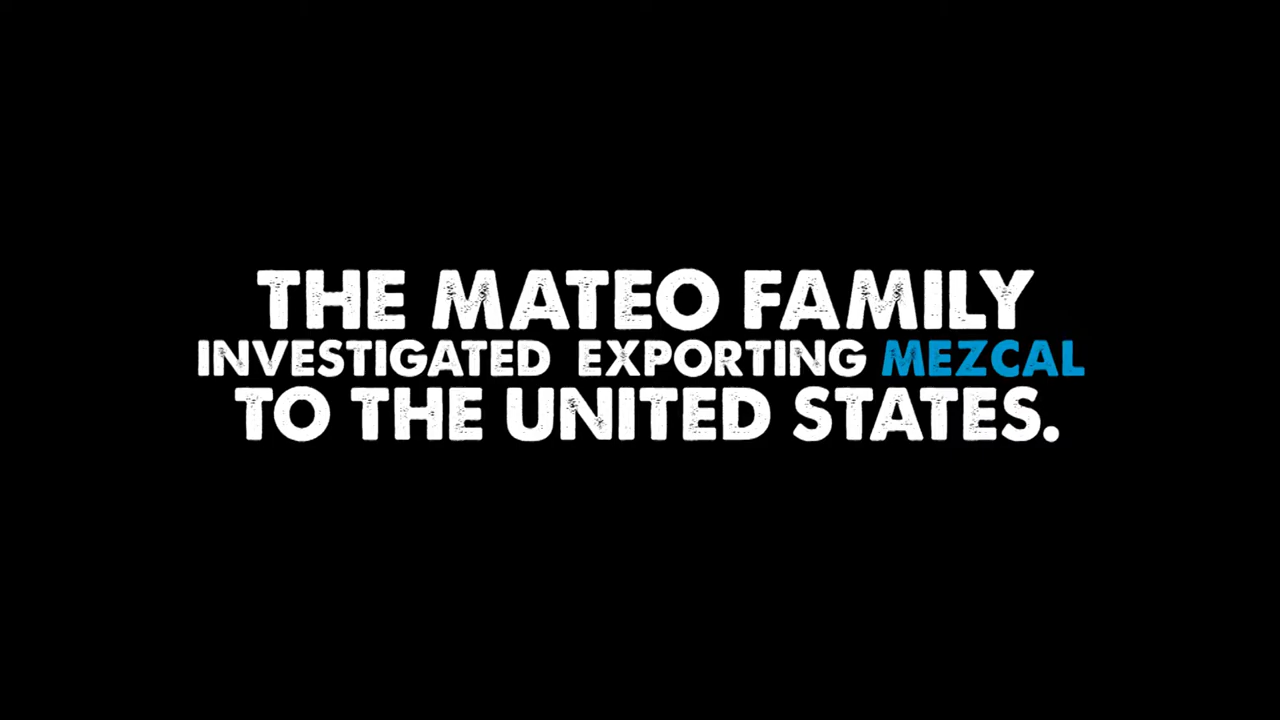 THE MATEO FAMILY
INVESTIGATED EXPORTING MEZCAL
TO THE UNITED STATES.